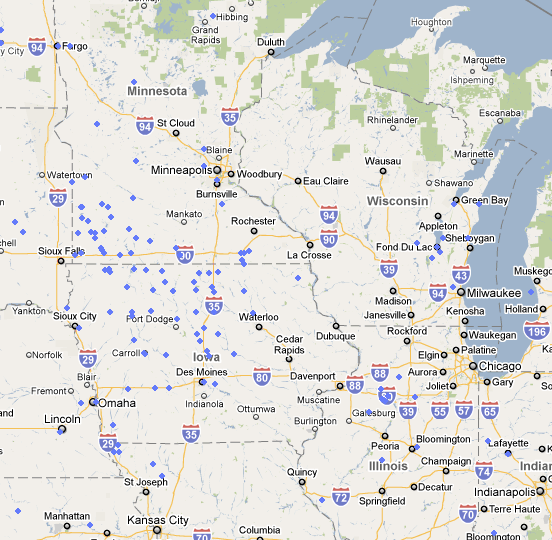 Hibbing
Houghton
Grand
Rapids
94
Fargo
y City
Duluth
Marquette
Ishpeming
Minnesota
35
Escanaba
St Cloud
94
Rhinelander
Blaine
Minneapolis
Woodbury
Wausau
Marinette
Watertown
Eau Claire
Shawano
29
Burnsville
Wisconsin
Green Bay
Mankato
Rochester
94
Appleton
90
Sheboygan
Fond Du Lac
Sioux Falls
La Crosse
39
43
Muskego
Madison
94
Milwaukee
Holland
Yankton
Sioux City
35
Janesville
Kenosha
196
Port Dodge
Waterloo
Rockford
Waukegan
Dubuque
Norfolk
29
Carroll
Iowa
Cedar
Rapids
Elgin
Palatine
Chicago
Blair
Des Moines
80
Davenport
88
88
Aurora
Joliet
Gary
Fremont
Omaha
Indianola
Muscatine
39
55
57
65
Lincoln
Ottumwa
Galesburg
29
35
Burlington
Peoria
Bloomington
Lafayette
Illinois
Champaign
74
Indian
St Joseph
Quincy
72
Decatur
Springfield
Indianapolis
Manhattan
Kansas City
70
Columbia
70
Terre Haute
Bloomington